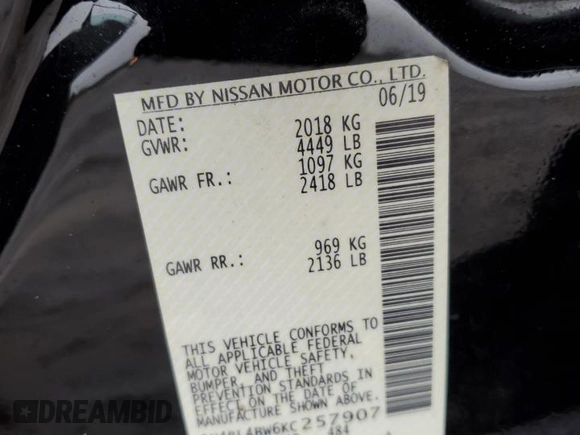 MFD BY NISSAN MOTOR CO., LTD.
DATE: 06/19
GVWR: 2018 KG
4449 LB
GAWR FR.: 1097 KG
2418 LB
GAWR RR.: 969 KG
2136 LB
THIS VEHICLE CONFORMS TO
ALL APPLICABLE FEDERAL
MOTOR VEHICLE SAFETY,
BUMPER, AND THEFT
PREVENTION STANDARDS IN
EFFECT ON THE DATE OF
MANUFACTURE
257907
DREAMBID